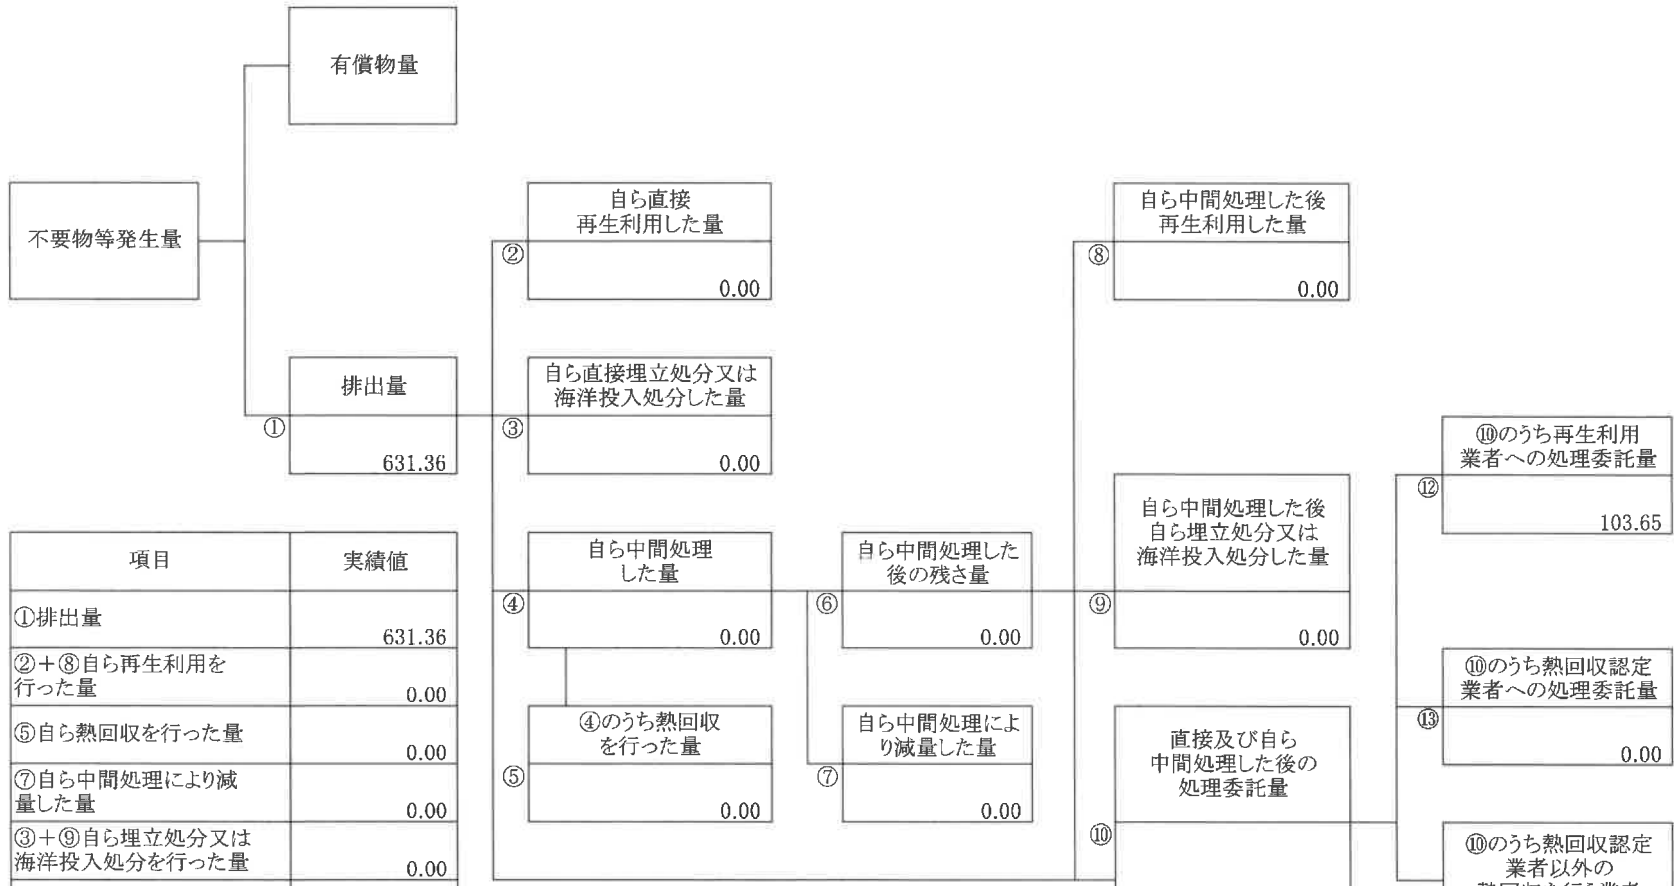 有償物量
不要物等発生量
自ら直接
再生利用した量
②
0.00
自ら中間処理した後
再生利用した量
⑧
0.00
排出量
①
631.36
自ら直接埋立処分又は
海洋投入処分した量
③
0.00
⑩のうち再生利用
業者への処理委託量
⑫
103.65
自ら中間処理
した量
④
0.00
自ら中間処理した
後の残さ量
⑥
0.00
自ら中間処理した後
自ら埋立処分又は
海洋投入処分した量
⑨
0.00
⑩のうち熱回収認定
業者への処理委託量
⑬
0.00
④のうち熱回収
を行った量
⑤
0.00
自ら中間処理によ
り減量した量
⑦
0.00
直接及び自ら
中間処理した後の
処理委託量
⑩
⑩のうち熱回収認定
業者以外の
項目 実績値
①排出量 631.36
②+⑧自ら再生利用を
行った量 0.00
⑤自ら熱回収を行った量 0.00
⑦自ら中間処理により減
量した量 0.00
③+⑨自ら埋立処分又は
海洋投入処分を行った量 0.00